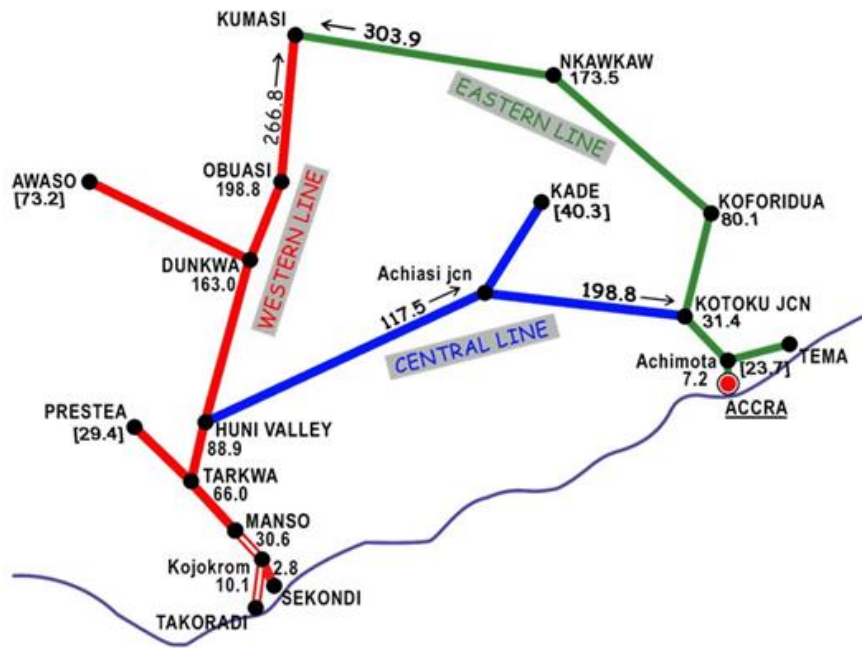 KUMASI
303.9
NKAWKAW
173.5
266.8
EASTERN LINE
OBUASI
198.8
AWASO
[73.2]
WESTERN LINE
KADE
[40.3]
KOFORIDUA
80.1
DUNKWA
163.0
Achiasi jcn
117.5
198.8
KOTOKU JCN
31.4
CENTRAL LINE
Achimota
7.2
[23.7]
TEMA
ACCRA
PRESTEA
[29.4]
HUNI VALLEY
88.9
TARKWA
66.0
MANSO
30.6
Kojokrom
10.1
2.8
SEKONDI
TAKORADI